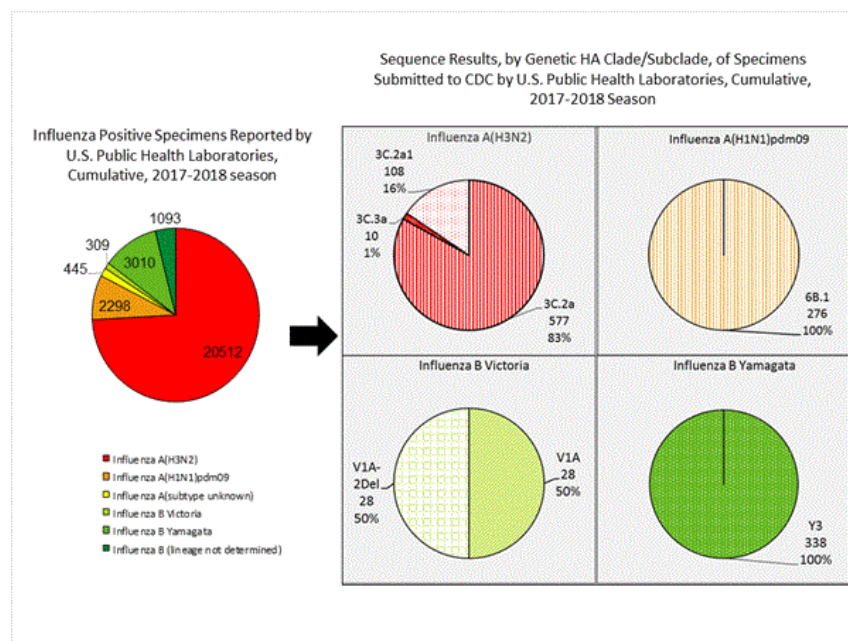 Sequence Results, by Genetic HA Clade/Subclade, of Specimens
Submitted to CDC by U.S. Public Health Laboratories, Cumulative,
2017-2018 Season
Influenza Positive Specimens Reported by
U.S. Public Health Laboratories,
Cumulative, 2017-2018 season
1093
309
3010
445
2298
20512
Influenza A(H3N2)
Influenza A(H1N1)pdm09
Influenza A(subtype unknown)
Influenza B Victoria
Influenza B Yamagata
Influenza B (lineage not determined)
Influenza A(H3N2)
3C.2a1
108
16%
3C.3a
10
1%
3C.2a
577
83%
Influenza A(H1N1)pdm09
6B.1
276
100%
Influenza B Victoria
V1A-
2Del
28
50%
V1A
28
50%
Influenza B Yamagata
Y3
338
100%